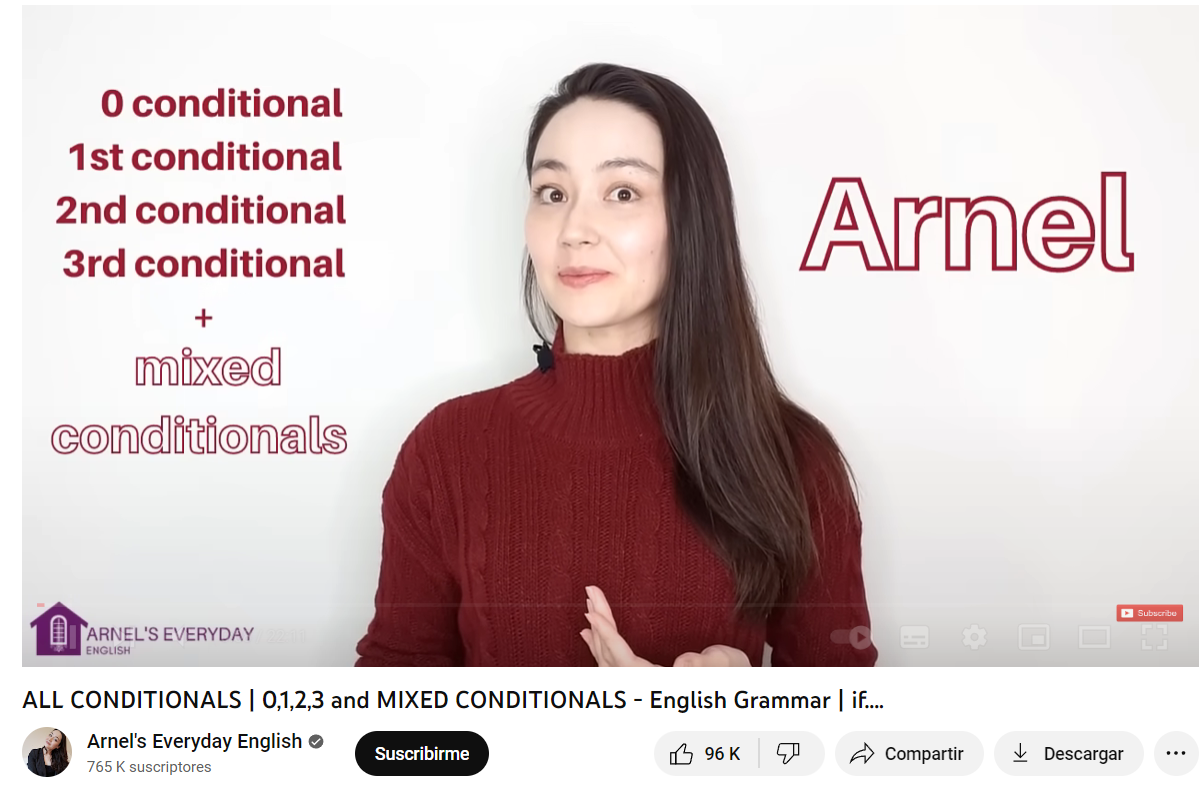 0 conditional
1st conditional
2nd conditional
3rd conditional
+
mixed
conditionals
Arnel
ARNEL'S EVERYDAY
ENGLISH
Subscribe
ALL CONDITIONALS | 0,1,2,3 and MIXED CONDITIONALS - English Grammar | if....
Arnel's Everyday English
765 K suscriptores
Suscribirme
96 K
Compartir
Descargar